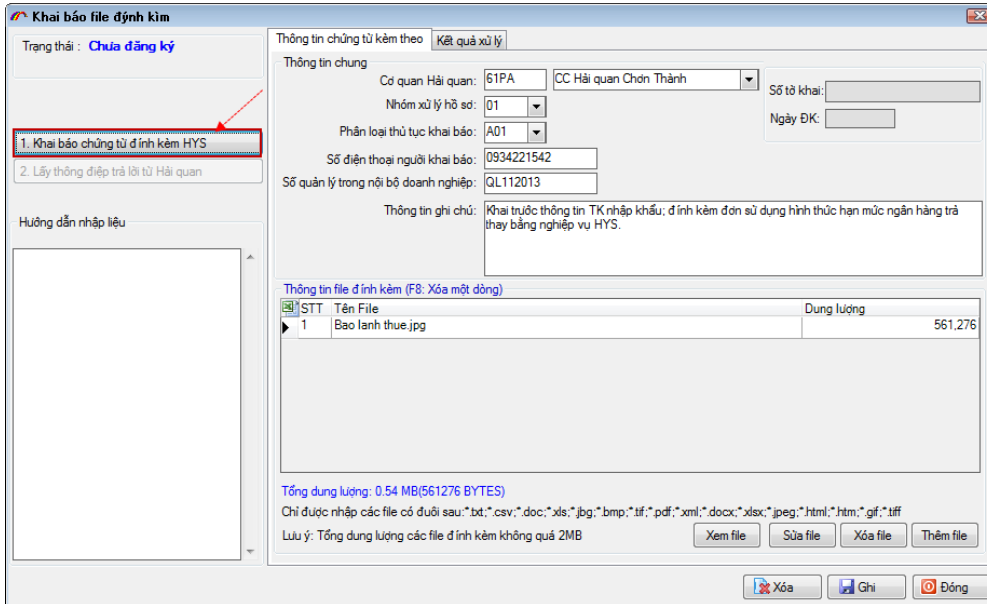 Khai báo file đýnh kìm
Trạng thái : Chưa đăng ký
1. Khai báo chứng từ đính kèm HYS
2. Lấy thông điệp trả lời từ Hải quan
Hướng dẫn nhập liệu
Thông tin chứng từ kèm theo Kết quả xử lý
Thông tin chung
Cơ quan Hải quan: 61PA CC Hải quan Chơn Thành
Số tờ khai:
Nhóm xử lý hồ sơ: 01
Ngày ĐK:
Phân loại thủ tục khai báo: A01
Số điện thoại người khai báo: 0934221542
Số quản lý trong nội bộ doanh nghiệp: QL112013
Thông tin ghi chú: Khai trước thông tin TK nhập khẩu; đính kèm đơn sử dụng hình thức hạn mức ngân hàng trả
thay bằng nghiệp vụ HYS.
Thông tin file đính kèm (F8: Xóa một dòng)
STT Tên File Dung lượng
1 Bao lanh thue.jpg 561,276
Tổng dung lượng: 0.54 MB(561276 BYTES)
Chỉ được nhập các file có đuôi sau:*.txt;*.csv;*.doc;*.xls;*.jbg;*.bmp;*.tif;*.pdf;*.xml;*.docx;*.xlsx;*.jpeg;*.html;*.htm;*.gif;*.tiff
Lưu ý: Tổng dung lượng các file đính kèm không quá 2MB
Xem file Sửa file Xóa file Thêm file
Xóa Ghi Đóng